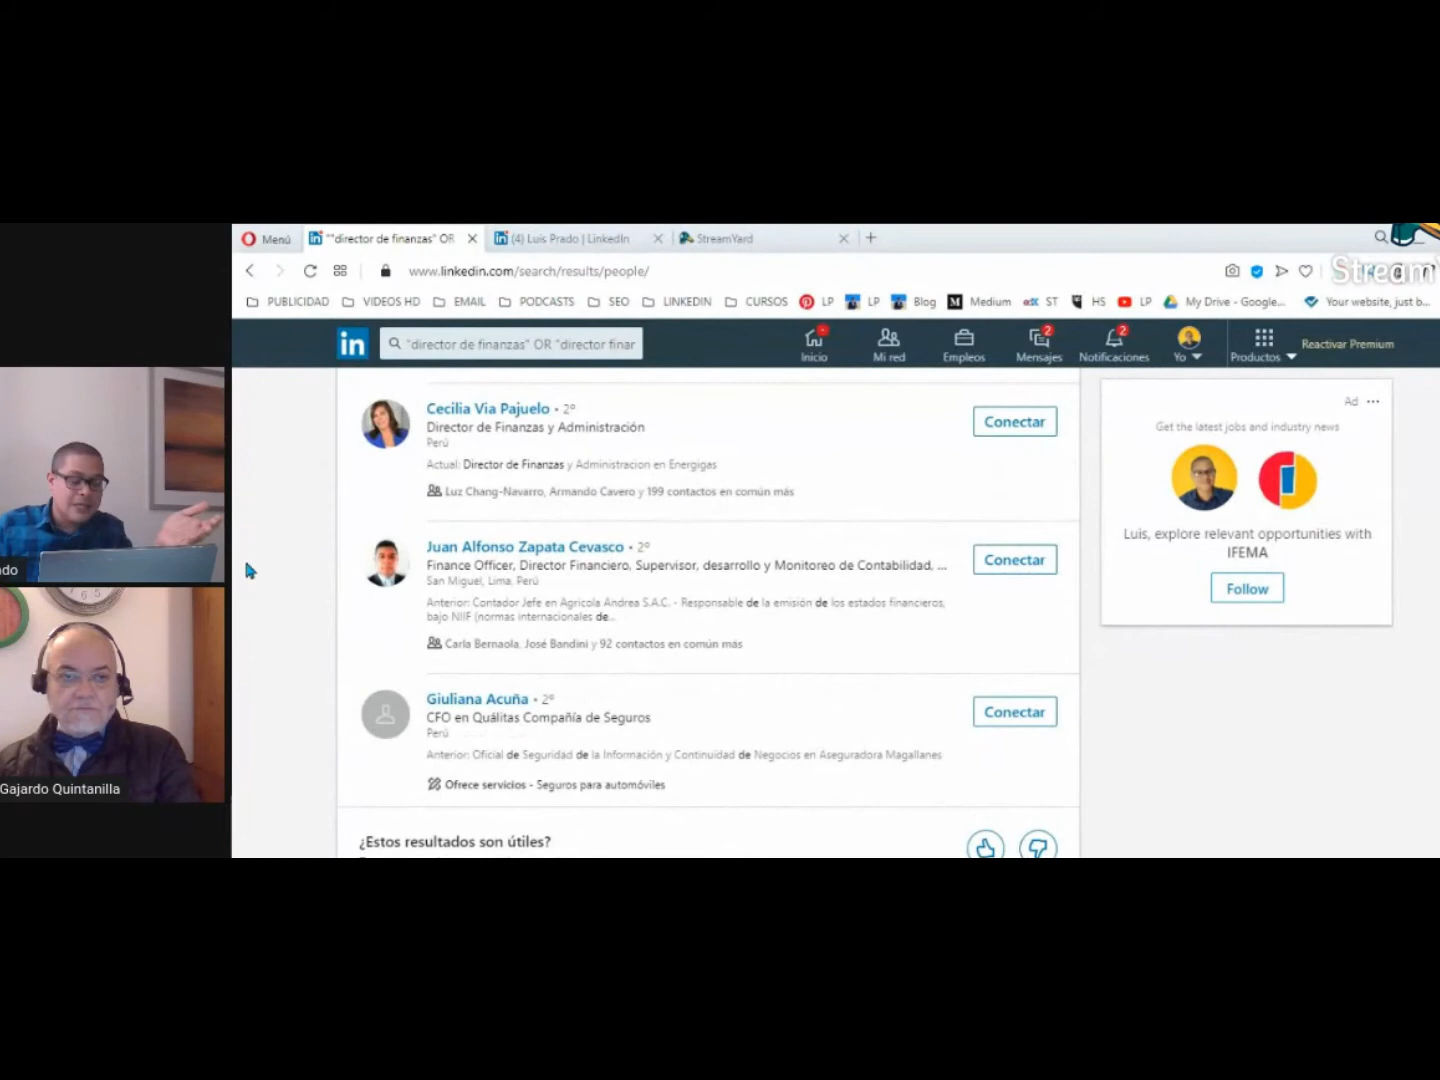 Menú
"director de finanzas" OR
(4) Luis Prado | LinkedIn
StreamYard
www.linkedin.com/search/results/people/
StreamY
PUBLICIDAD
VIDEOS HD
EMAIL
PODCASTS
SEO
LINKEDIN
CURSOS
LP
LP
Blog
Medium
ST
HS
LP
My Drive - Google...
Your website, just b...
in
"director de finanzas" OR "director finar
Inicio
Mi red
Empleos
2
Mensajes
2
Notificaciones
Yo
Productos
Reactivar Premium
Cecilia Via Pajuelo • 2º
Director de Finanzas y Administración
Perú
Actual: Director de Finanzas y Administracion en Energigas
Luz Chang-Navarro, Armando Cavero y 199 contactos en común más
Conectar
Juan Alfonso Zapata Cevasco • 2º
Finance Officer, Director Financiero, Supervisor, desarrollo y Monitoreo de Contabilidad, ...
San Miguel, Lima, Perú
Anterior: Contador Jefe en Agricola Andrea S.A.C. - Responsable de la emisión de los estados financieros,
bajo NIIF (normas internacionales de...
Carla Bernaola, José Bandini y 92 contactos en común más
Conectar
Giuliana Acuña • 2º
CFO en Quálitas Compañía de Seguros
Perú
Anterior: Oficial de Seguridad de la Información y Continuidad de Negocios en Aseguradora Magallanes
Ofrece servicios - Seguros para automóviles
Conectar
¿Estos resultados son útiles?
Ad ...
Get the latest jobs and industry news
Luis, explore relevant opportunities with
IFEMA
Follow
do
Gajardo Quintanilla